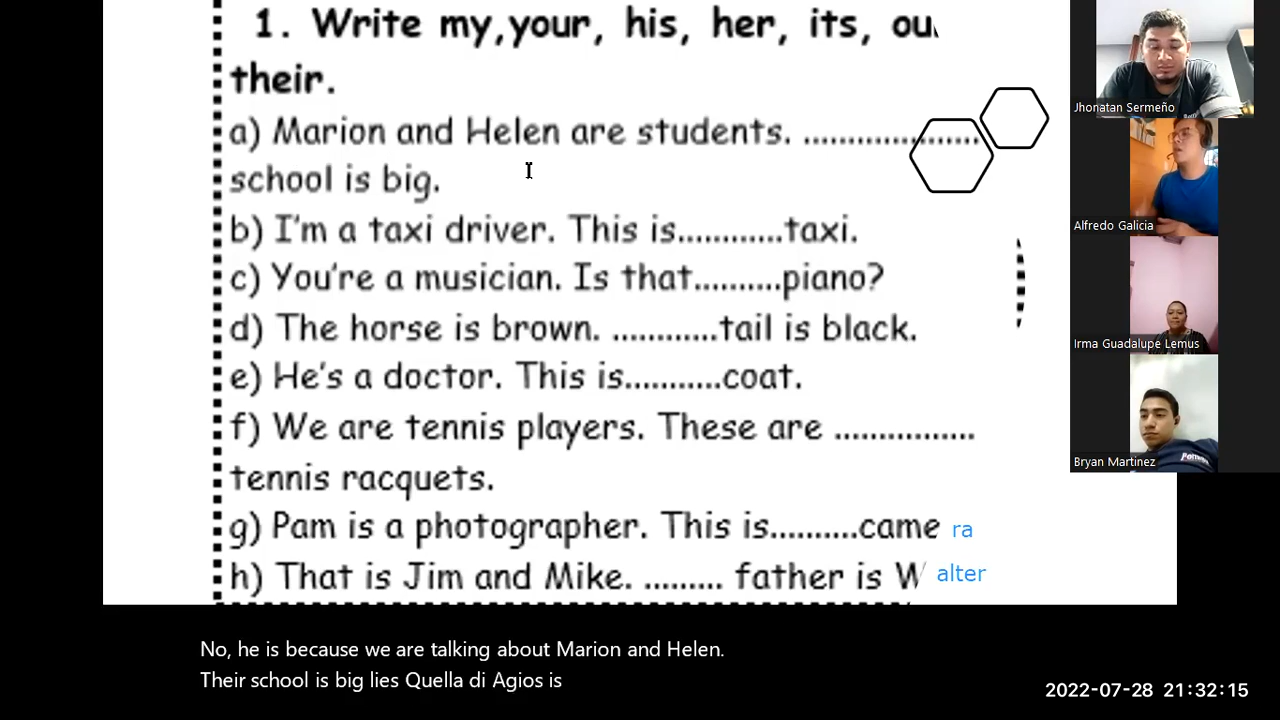 1. Write my,your, his, her, its, ou
their.
a) Marion and Helen are students. ....................
school is big.
b) I'm a taxi driver. This is............taxi.
c) You're a musician. Is that..........piano?
d) The horse is brown. ............tail is black.
e) He's a doctor. This is...........coat.
f) We are tennis players. These are ................
tennis racquets.
g) Pam is a photographer. This is..........came ra
h) That is Jim and Mike. ......... father is W alter
Jhonatan Sermeño
Alfredo Galicia
Irma Guadalupe Lemus
Bryan Martinez
No, he is because we are talking about Marion and Helen.
Their school is big lies Quella di Agios is
2022-07-28 21:32:15